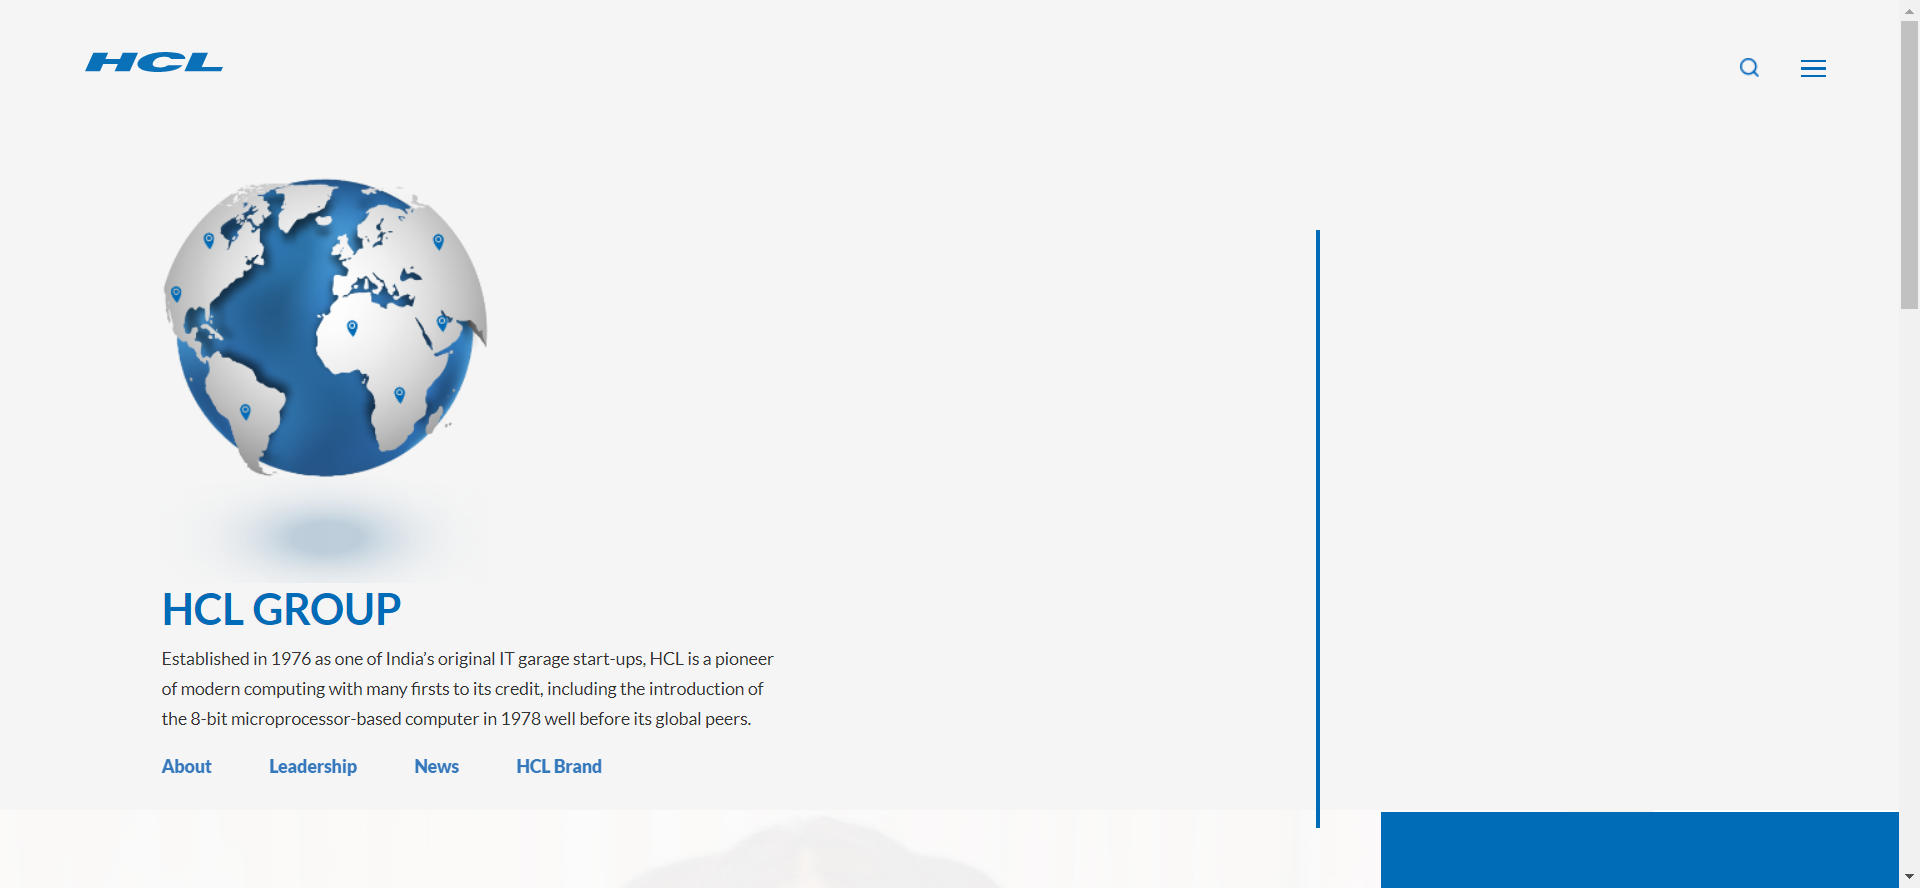 HCL
HCL GROUP
Established in 1976 as one of India’s original IT garage start-ups, HCL is a pioneer
of modern computing with many firsts to its credit, including the introduction of
the 8-bit microprocessor-based computer in 1978 well before its global peers.
About Leadership News HCL Brand